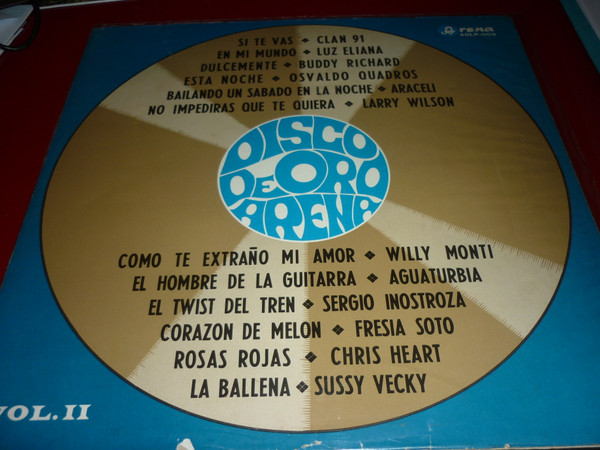 arena
SI TE VAS ❖ CLAN 91
EN MI MUNDO ❖ LUZ ELIANA
DULCEMENTE ❖ BUDDY RICHARD
ESTA NOCHE ❖ OSVALDO QUADROS
BAILANDO UN SABADO EN LA NOCHE ❖ ARACELI
NO IMPEDIRAS QUE TE QUIERA ❖ LARRY WILSON
DISCO
DE ORO
ARENA
COMO TE EXTRAÑO MI AMOR ❖ WILLY MONTI
EL HOMBRE DE LA GUITARRA ❖ AGUATURBIA
EL TWIST DEL TREN ❖ SERGIO INOSTROZA
CORAZON DE MELON ❖ FRESIA SOTO
ROSAS ROJAS ❖ CHRIS HEART
LA BALLENA ❖ SUSSY VECKY
VOL. II